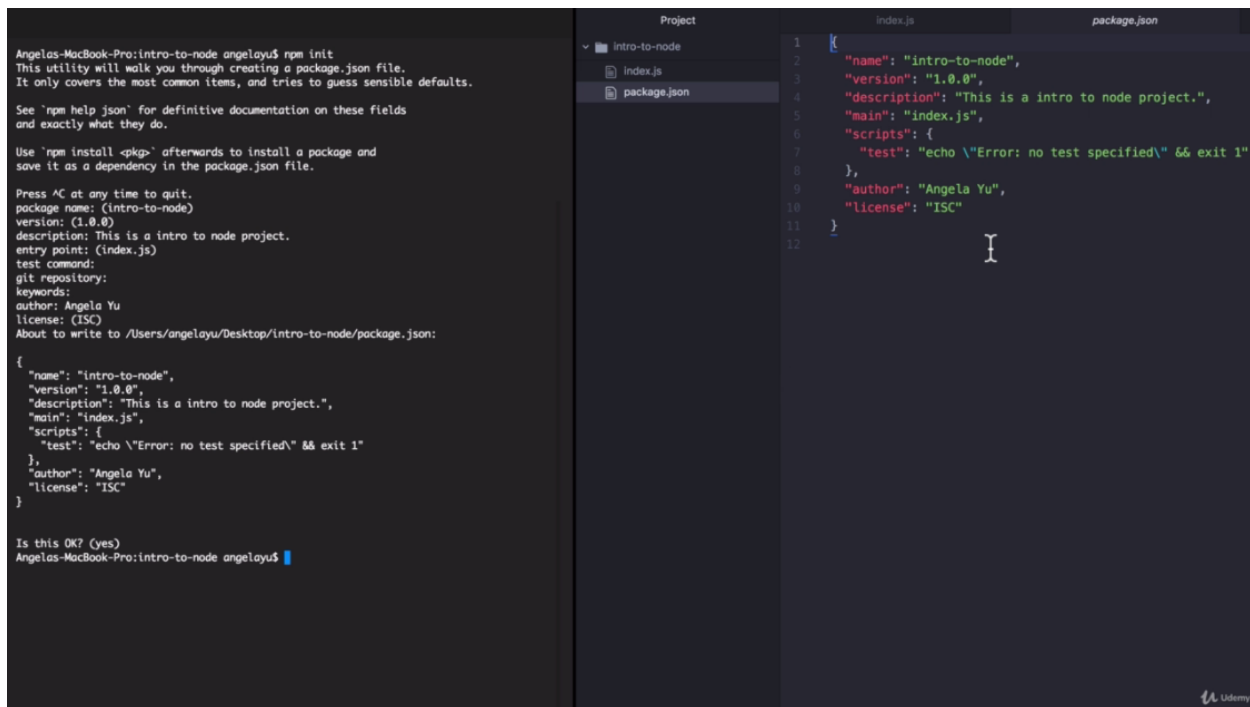 Angelas-MacBook-Pro:intro-to-node angelayu$ npm init
This utility will walk you through creating a package.json file.
It only covers the most common items, and tries to guess sensible defaults.
See `npm help json` for definitive documentation on these fields
and exactly what they do.
Use `npm install <pkg>` afterwards to install a package and
save it as a dependency in the package.json file.
Press ^C at any time to quit.
package name: (intro-to-node)
version: (1.0.0)
description: This is a intro to node project.
entry point: (index.js)
test command:
git repository:
keywords:
author: Angela Yu
license: (ISC)
About to write to /Users/angelayu/Desktop/intro-to-node/package.json:
{
  "name": "intro-to-node",
  "version": "1.0.0",
  "description": "This is a intro to node project.",
  "main": "index.js",
  "scripts": {
    "test": "echo \"Error: no test specified\" && exit 1"
  },
  "author": "Angela Yu",
  "license": "ISC"
}
Is this OK? (yes)
Angelas-MacBook-Pro:intro-to-node angelayu$
Project
intro-to-node
index.js
package.json
index.js
package.json
1 {
2   "name": "intro-to-node",
3   "version": "1.0.0",
4   "description": "This is a intro to node project.",
5   "main": "index.js",
6   "scripts": {
7     "test": "echo \"Error: no test specified\" && exit 1"
8   },
9   "author": "Angela Yu",
10   "license": "ISC"
11 }
12
Udemy